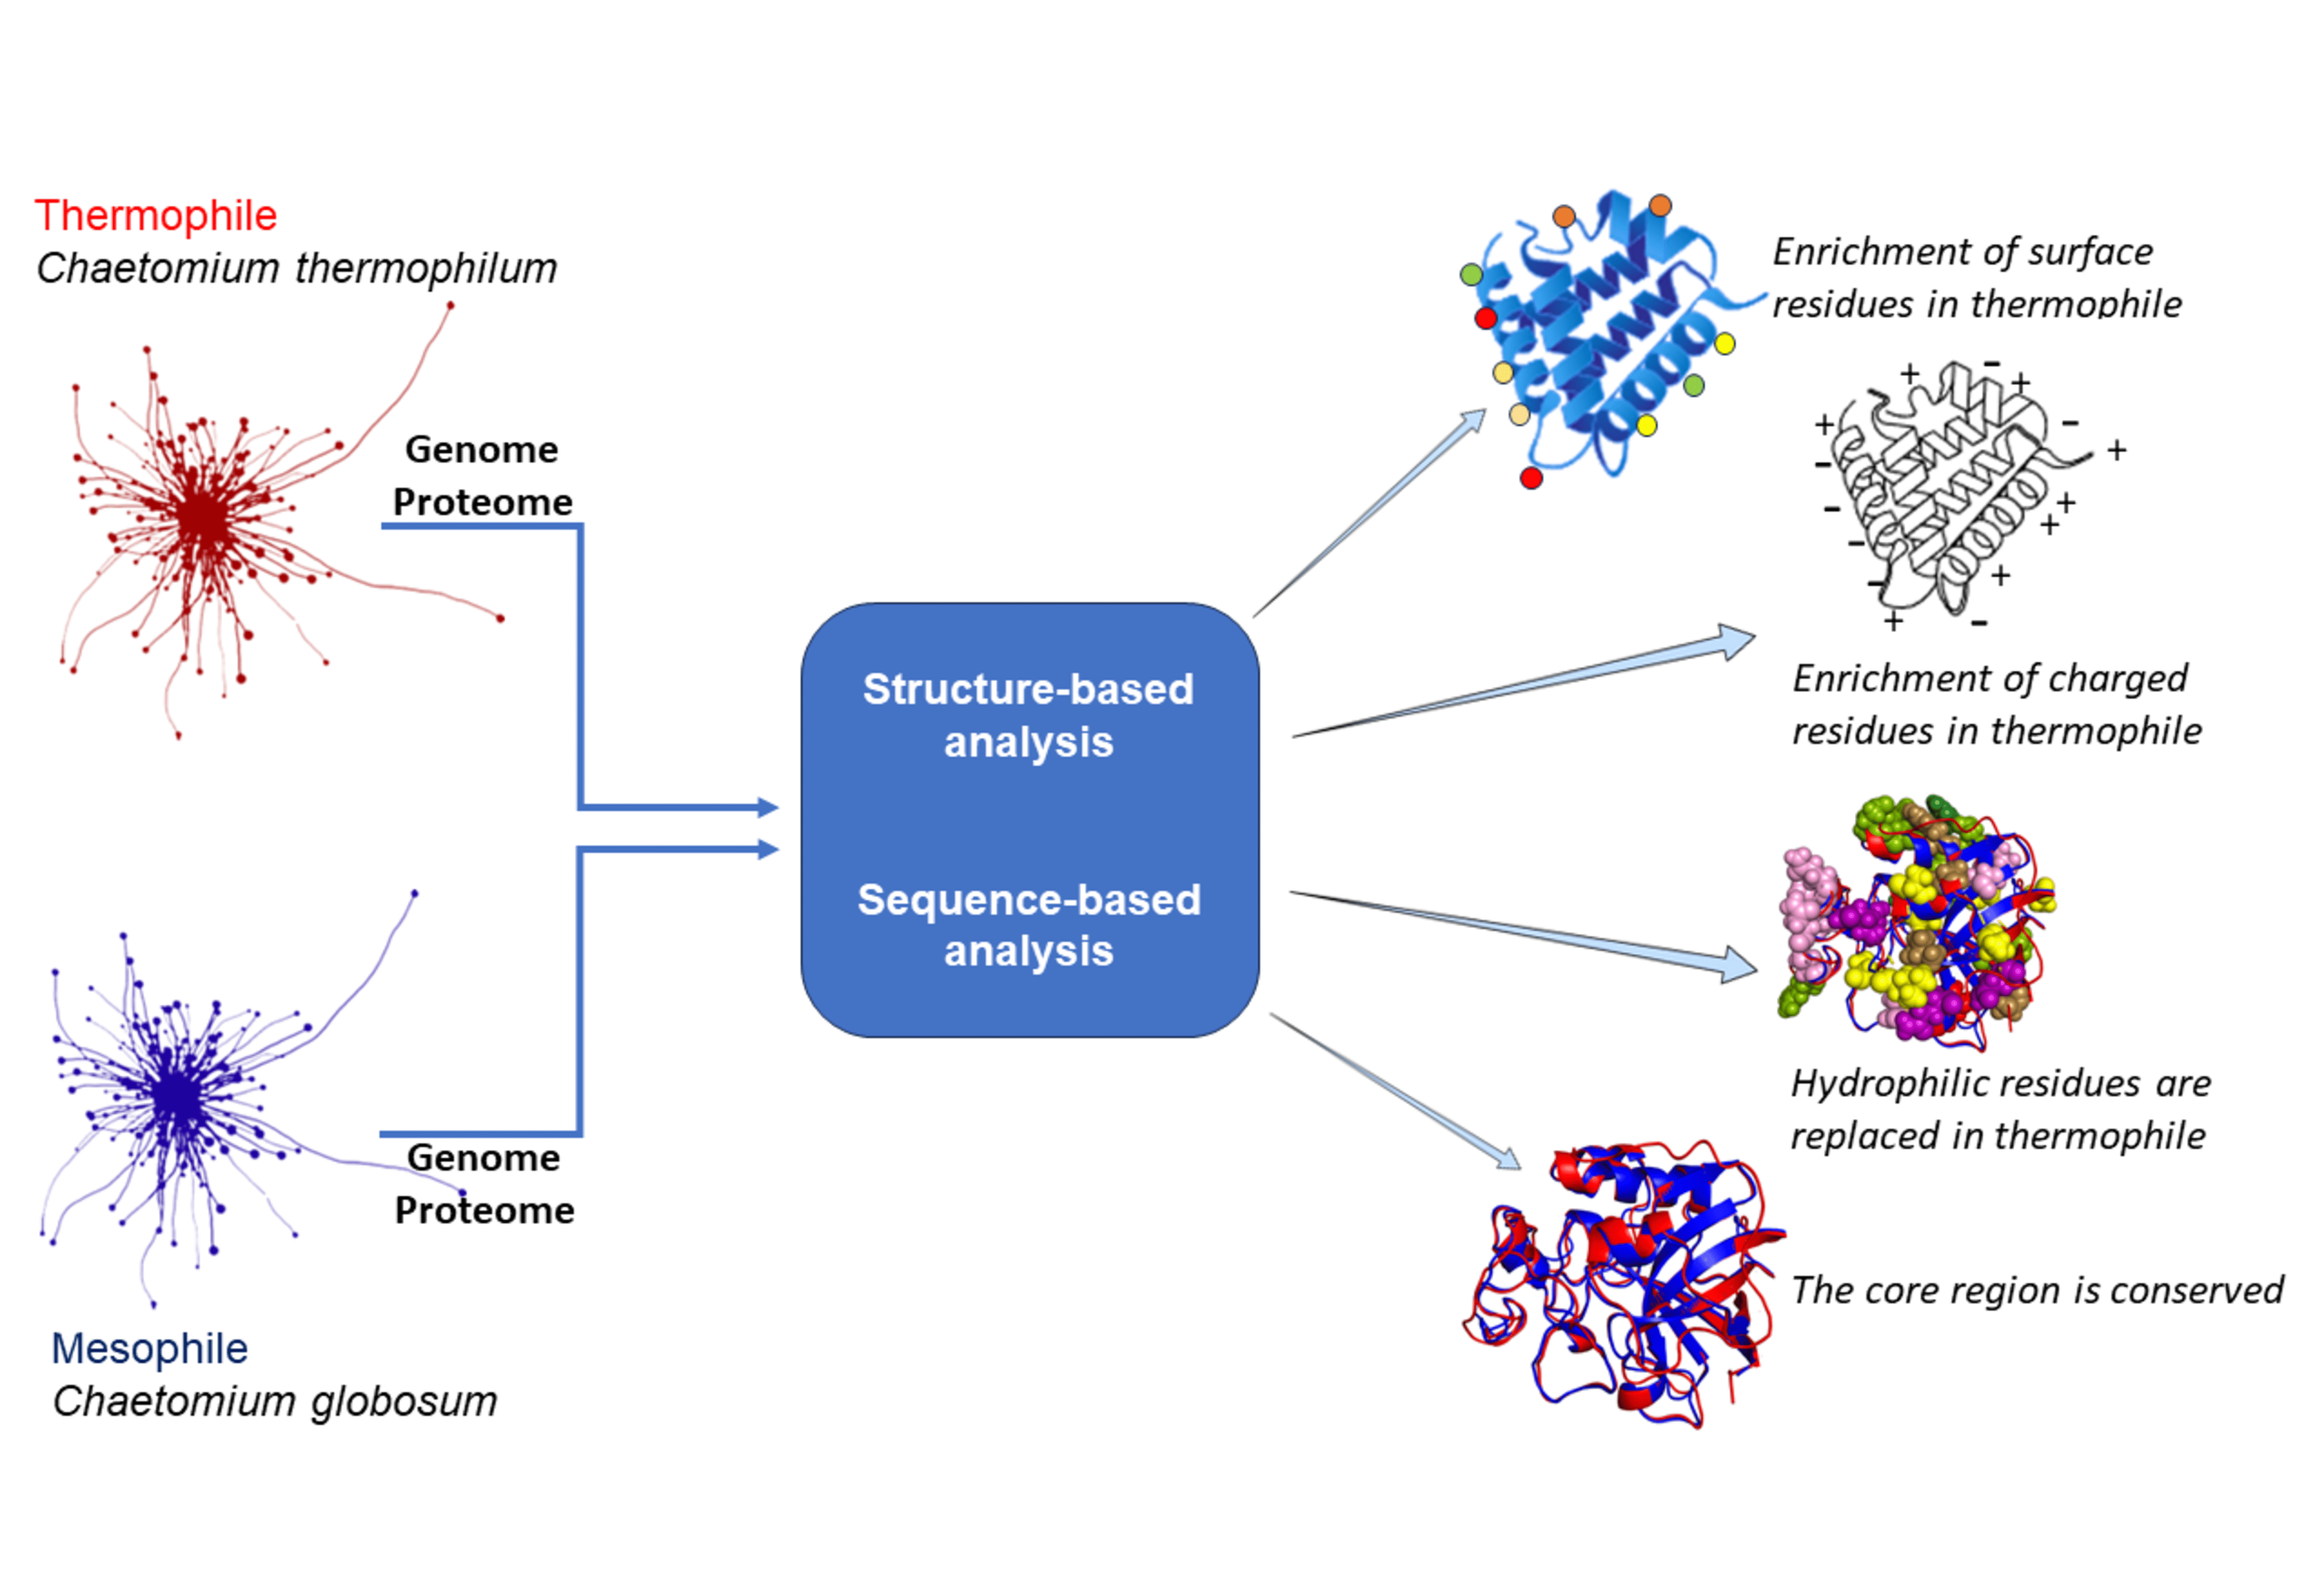 Thermophile
Chaetomium thermophilum
Genome
Proteome
Genome
Proteome
Mesophile
Chaetomium globosum
Structure-based
analysis
Sequence-based
analysis
Enrichment of surface
residues in thermophile
+ - +
+ -
- +
- +
+
-
- +
+ -
Enrichment of charged
residues in thermophile
Hydrophilic residues are
replaced in thermophile
The core region is conserved